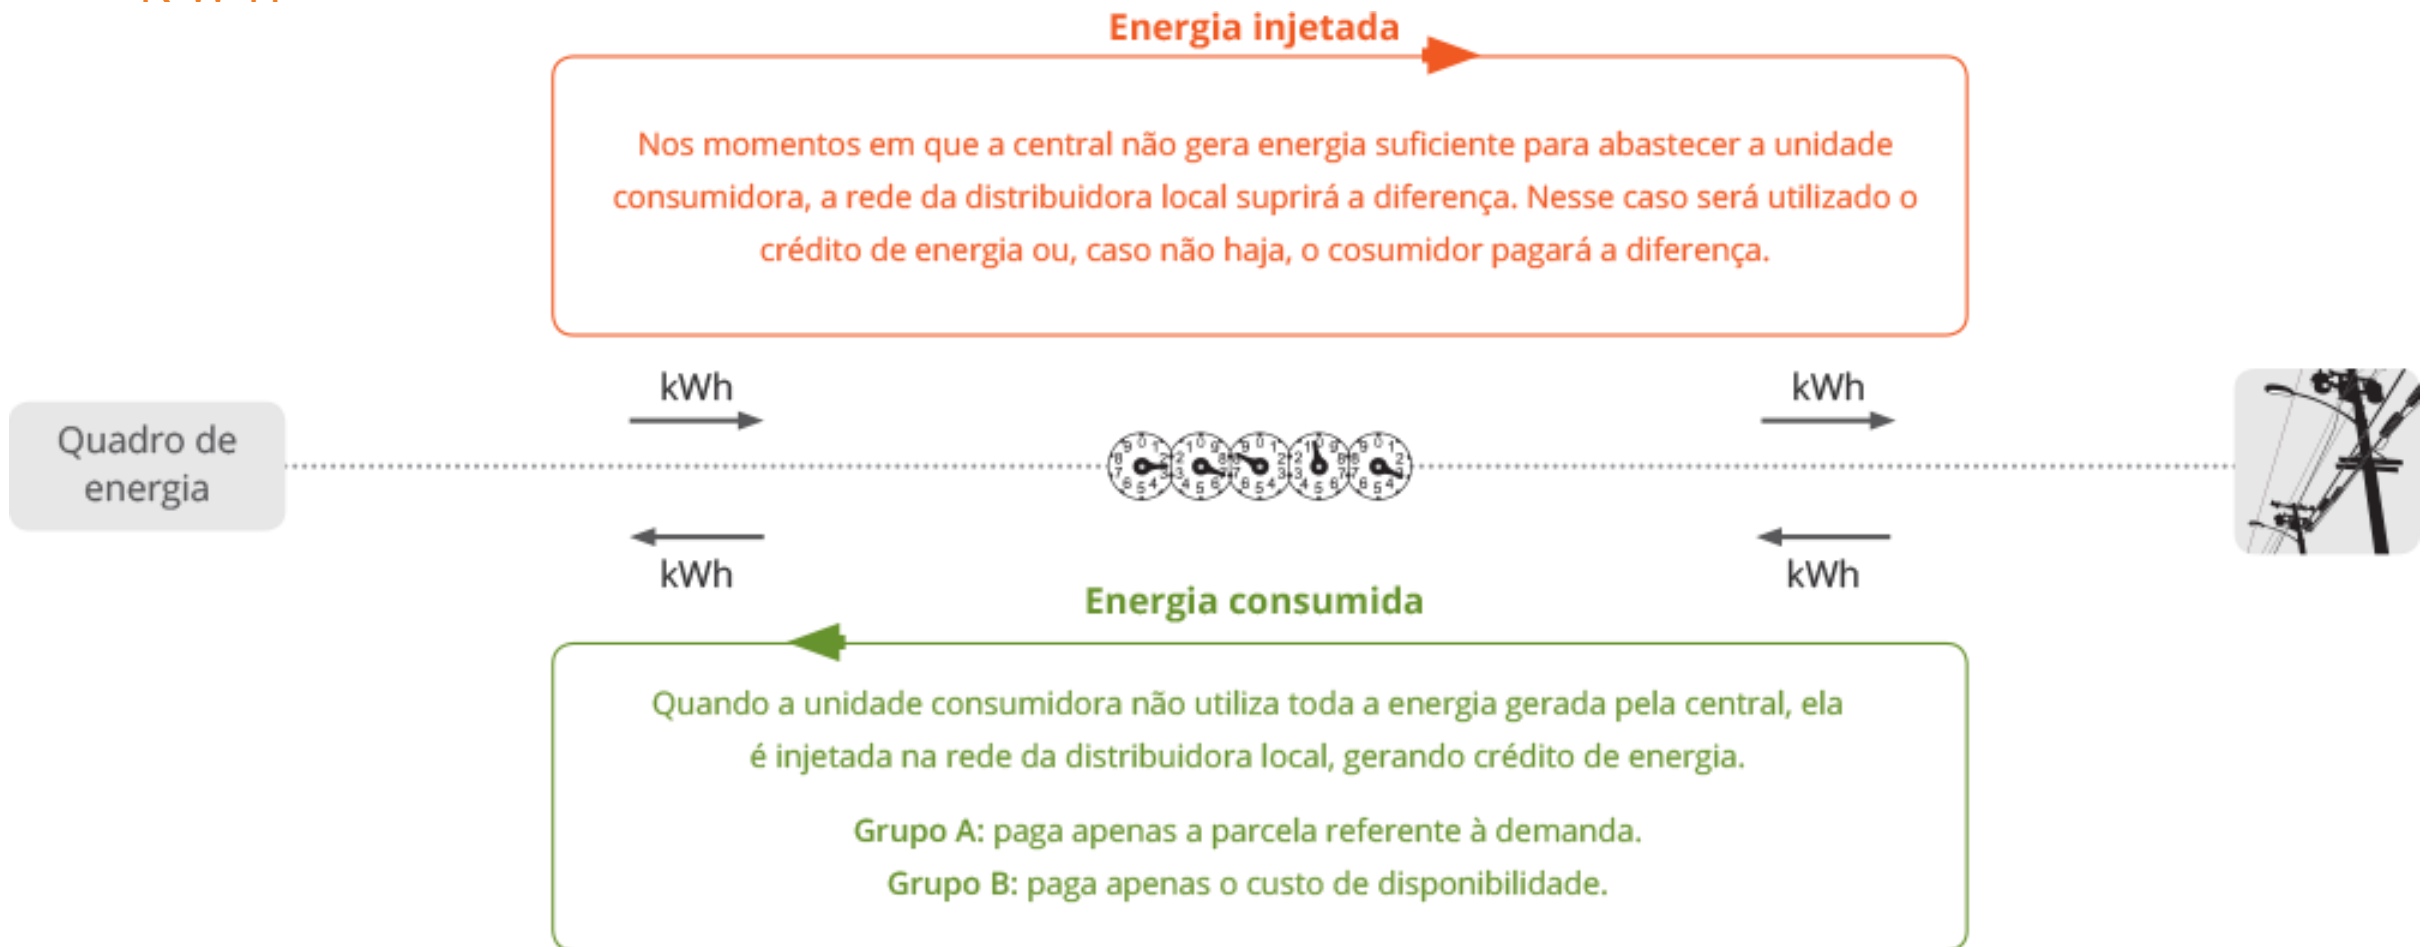 Energia injetada
Nos momentos em que a central não gera energia suficiente para abastecer a unidade
consumidora, a rede da distribuidora local suprirá a diferença. Nesse caso será utilizado o
crédito de energia ou, caso não haja, o cosumidor pagará a diferença.
kWh
kWh
Quadro de
energia
kWh
kWh
Energia consumida
Quando a unidade consumidora não utiliza toda a energia gerada pela central, ela
é injetada na rede da distribuidora local, gerando crédito de energia.
Grupo A: paga apenas a parcela referente à demanda.
Grupo B: paga apenas o custo de disponibilidade.